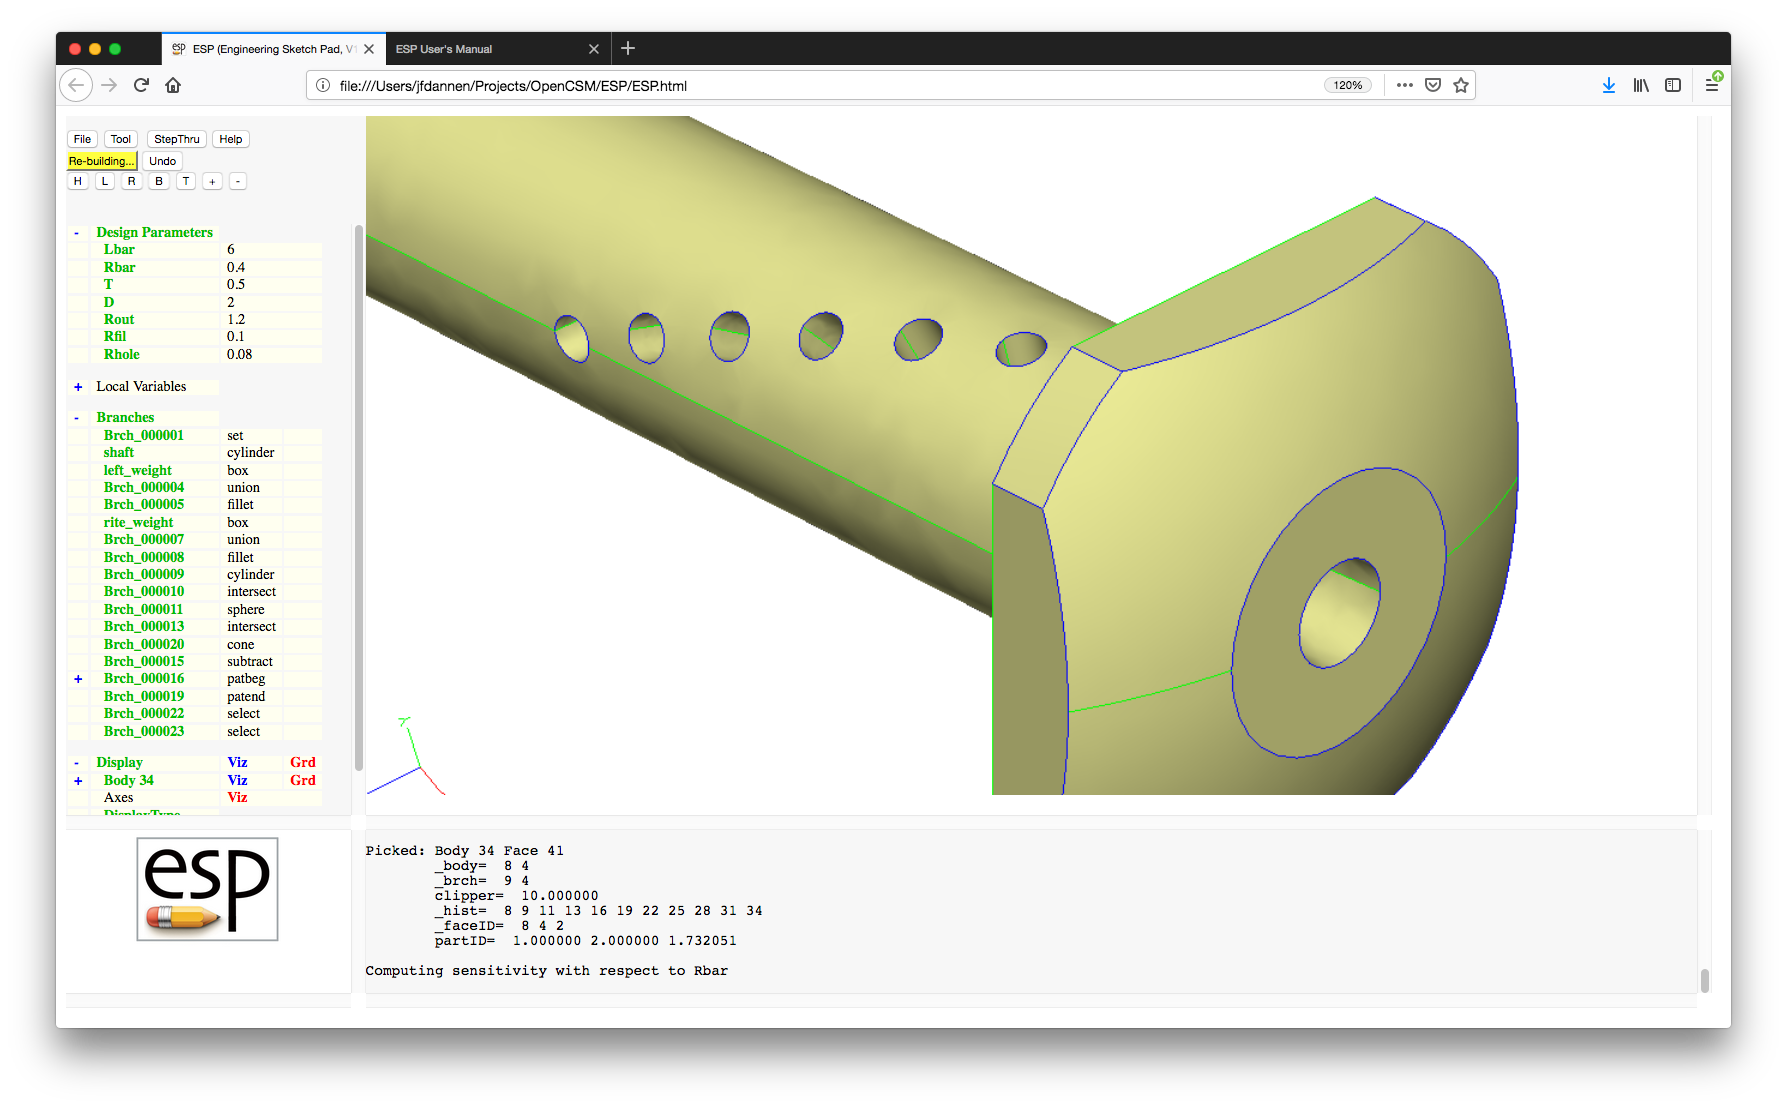 ESP (Engineering Sketch Pad, V1
ESP User's Manual
file:///Users/jfdannen/Projects/OpenCSM/ESP/ESP.html
120%
File Tool StepThru Help
Re-building... Undo
H L R B T + -
- Design Parameters
Lbar 6
Rbar 0.4
T 0.5
D 2
Rout 1.2
Rfil 0.1
Rhole 0.08
+ Local Variables
- Branches
Brch_000001 set
shaft cylinder
left_weight box
Brch_000004 union
Brch_000005 fillet
rite_weight box
Brch_000007 union
Brch_000008 fillet
Brch_000009 cylinder
Brch_000010 intersect
Brch_000011 sphere
Brch_000013 intersect
Brch_000020 cone
Brch_000015 subtract
+ Brch_000016 patbeg
Brch_000019 patend
Brch_000022 select
Brch_000023 select
- Display Viz Grd
+ Body 34 Viz Grd
Axes Viz
DisplayType
esp
Picked: Body 34 Face 41
_body= 8 4
_brch= 9 4
clipper= 10.000000
_hist= 8 9 11 13 16 19 22 25 28 31 34
_faceID= 8 4 2
partID= 1.000000 2.000000 1.732051
Computing sensitivity with respect to Rbar